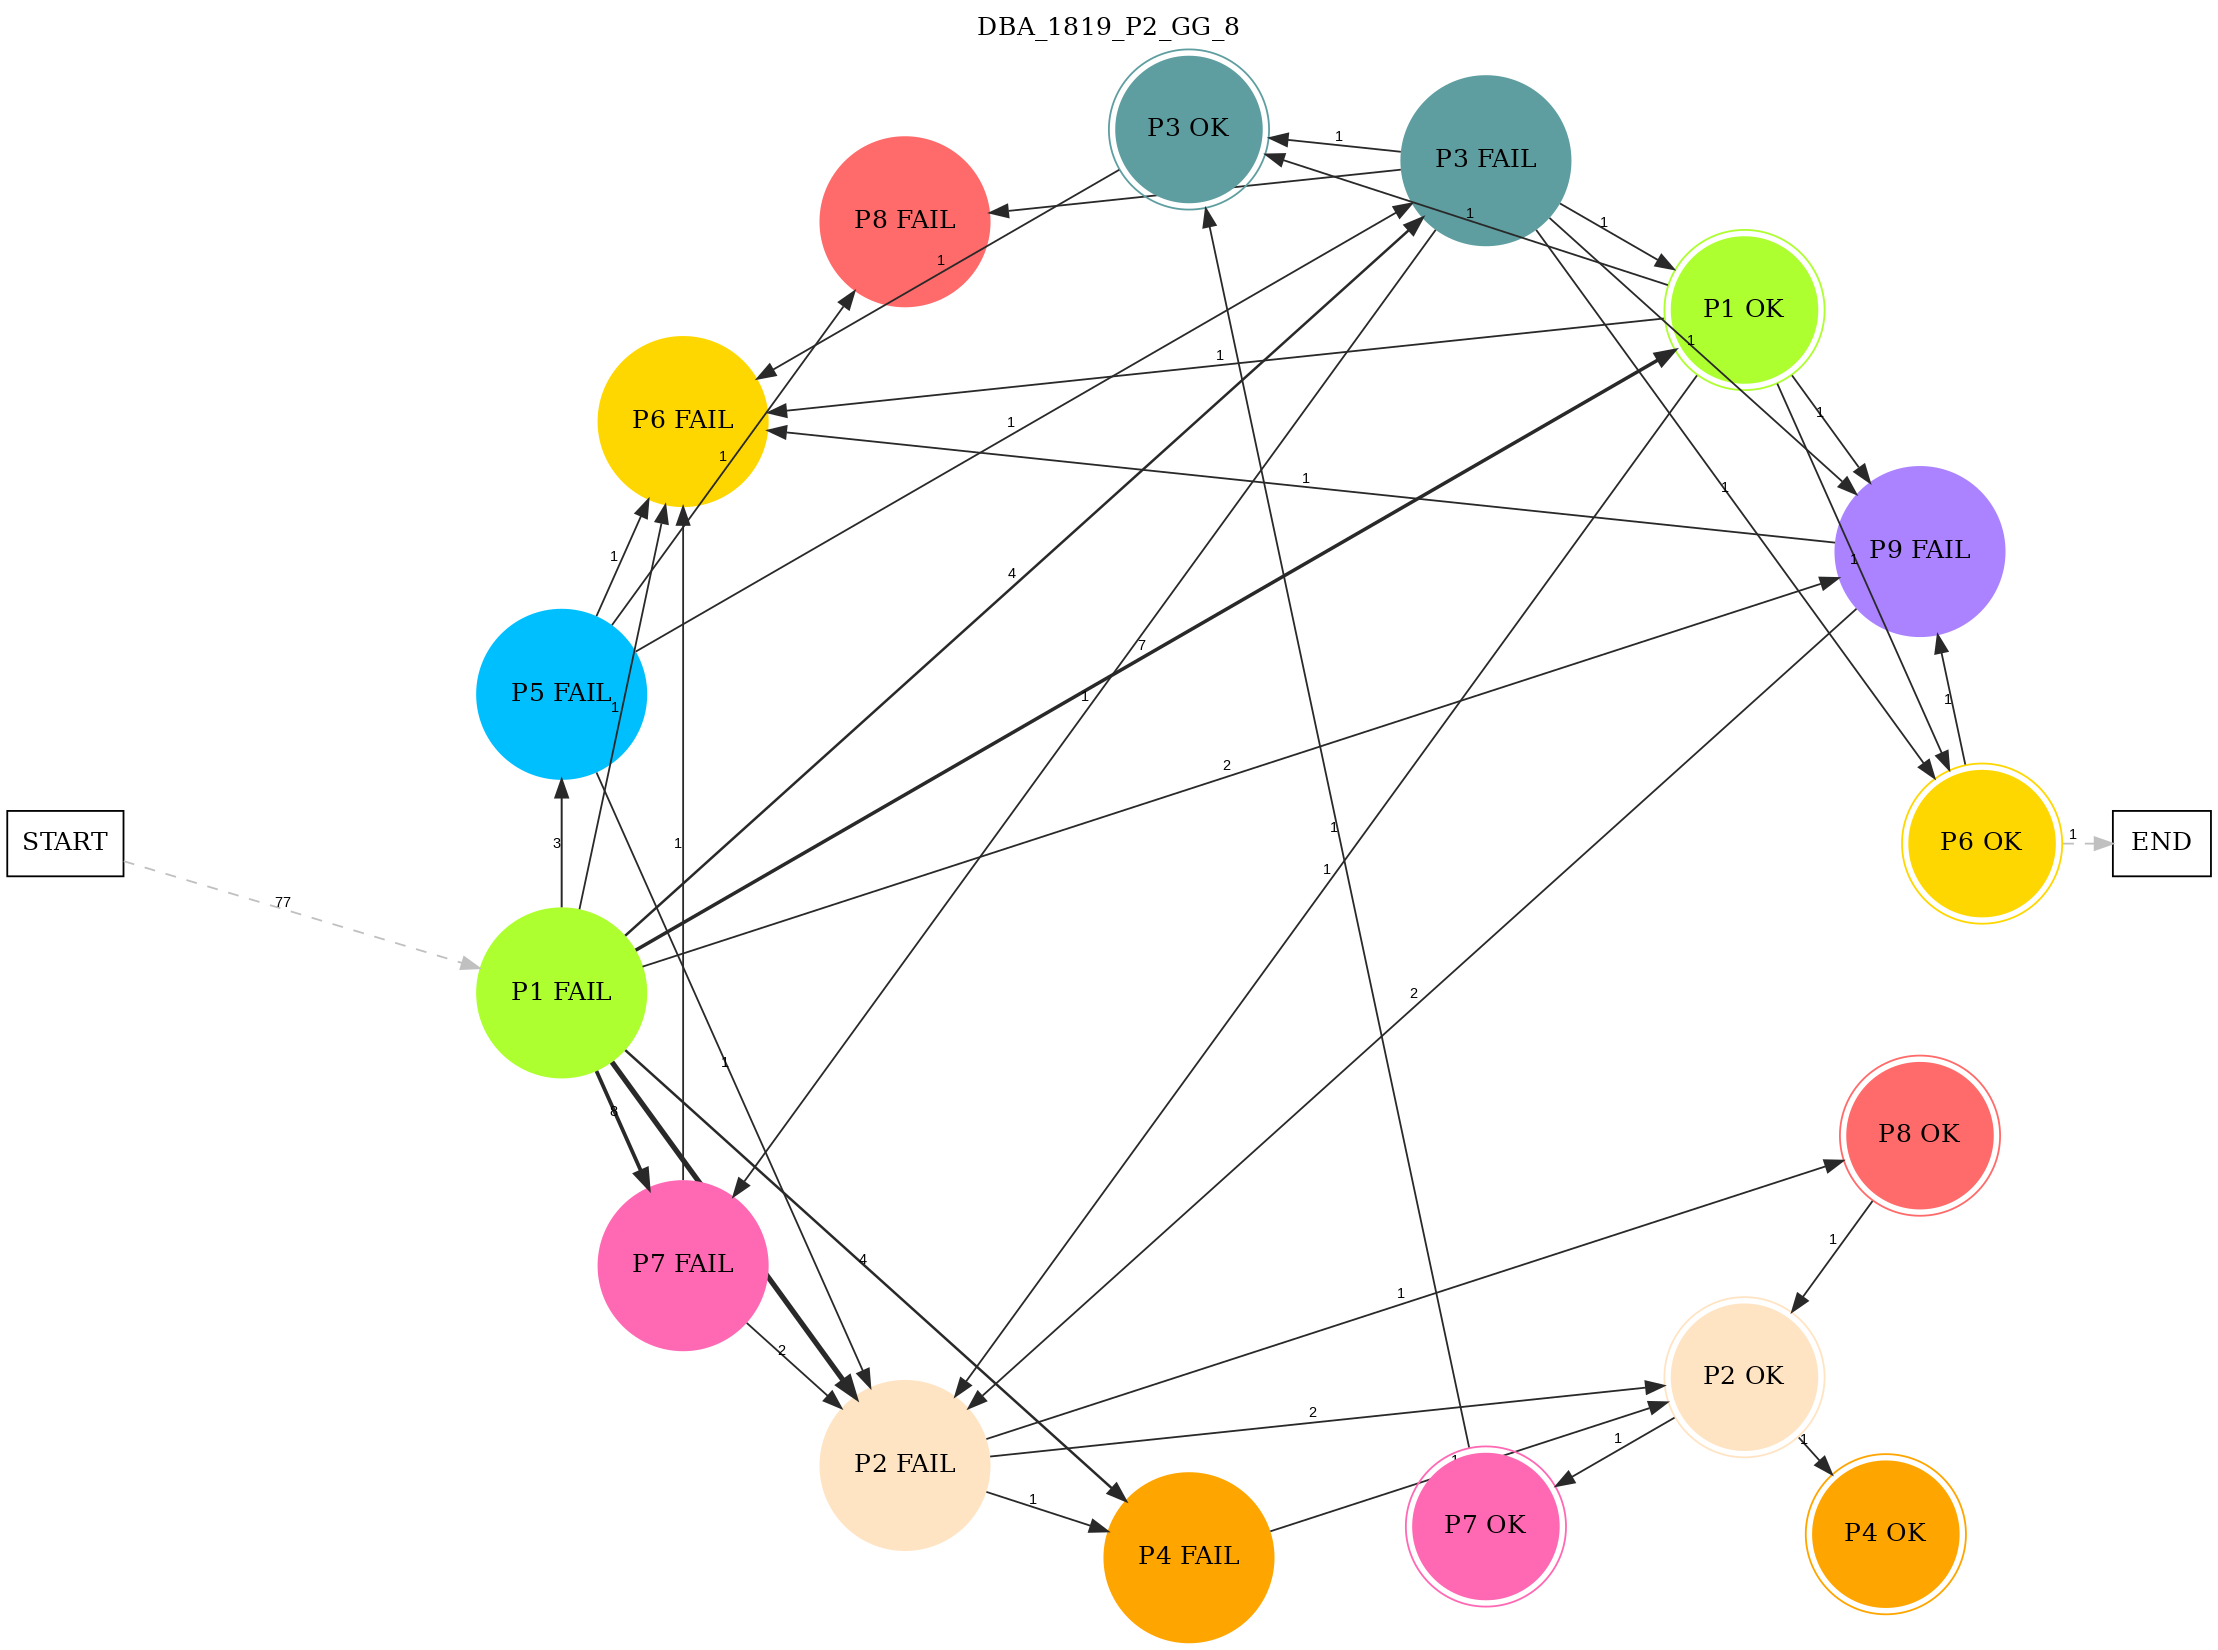 DBA_1819_P2_GG_8
P3 OK
P3 FAIL
P8 FAIL
P1 OK
P6 FAIL
P9 FAIL
P5 FAIL
START
P6 OK
END
P1 FAIL
P8 OK
P7 FAIL
P2 OK
P2 FAIL
P7 OK
P4 OK
P4 FAIL
1
1
1
1
1
1
1
1
1
1
1
1
1
4
7
1
1
1
2
1
1
3
1
1
77
2
8
1
4
1
1
2
2
1
1
1